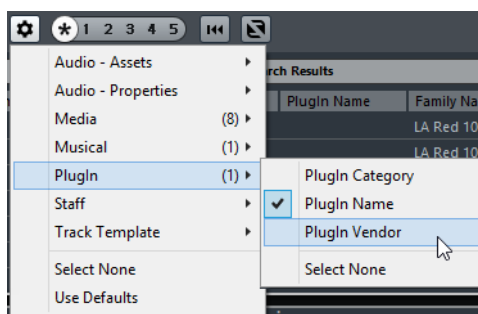 1 2 3 4 5
rch Results
PlugIn Name
Family Na
LA Red 10
LA Red 10
Audio - Assets
Audio - Properties
Media (8)
Musical (1)
PlugIn (1)
Staff
Track Template
Select None
Use Defaults
PlugIn Category
PlugIn Name
PlugIn Vendor
Select None